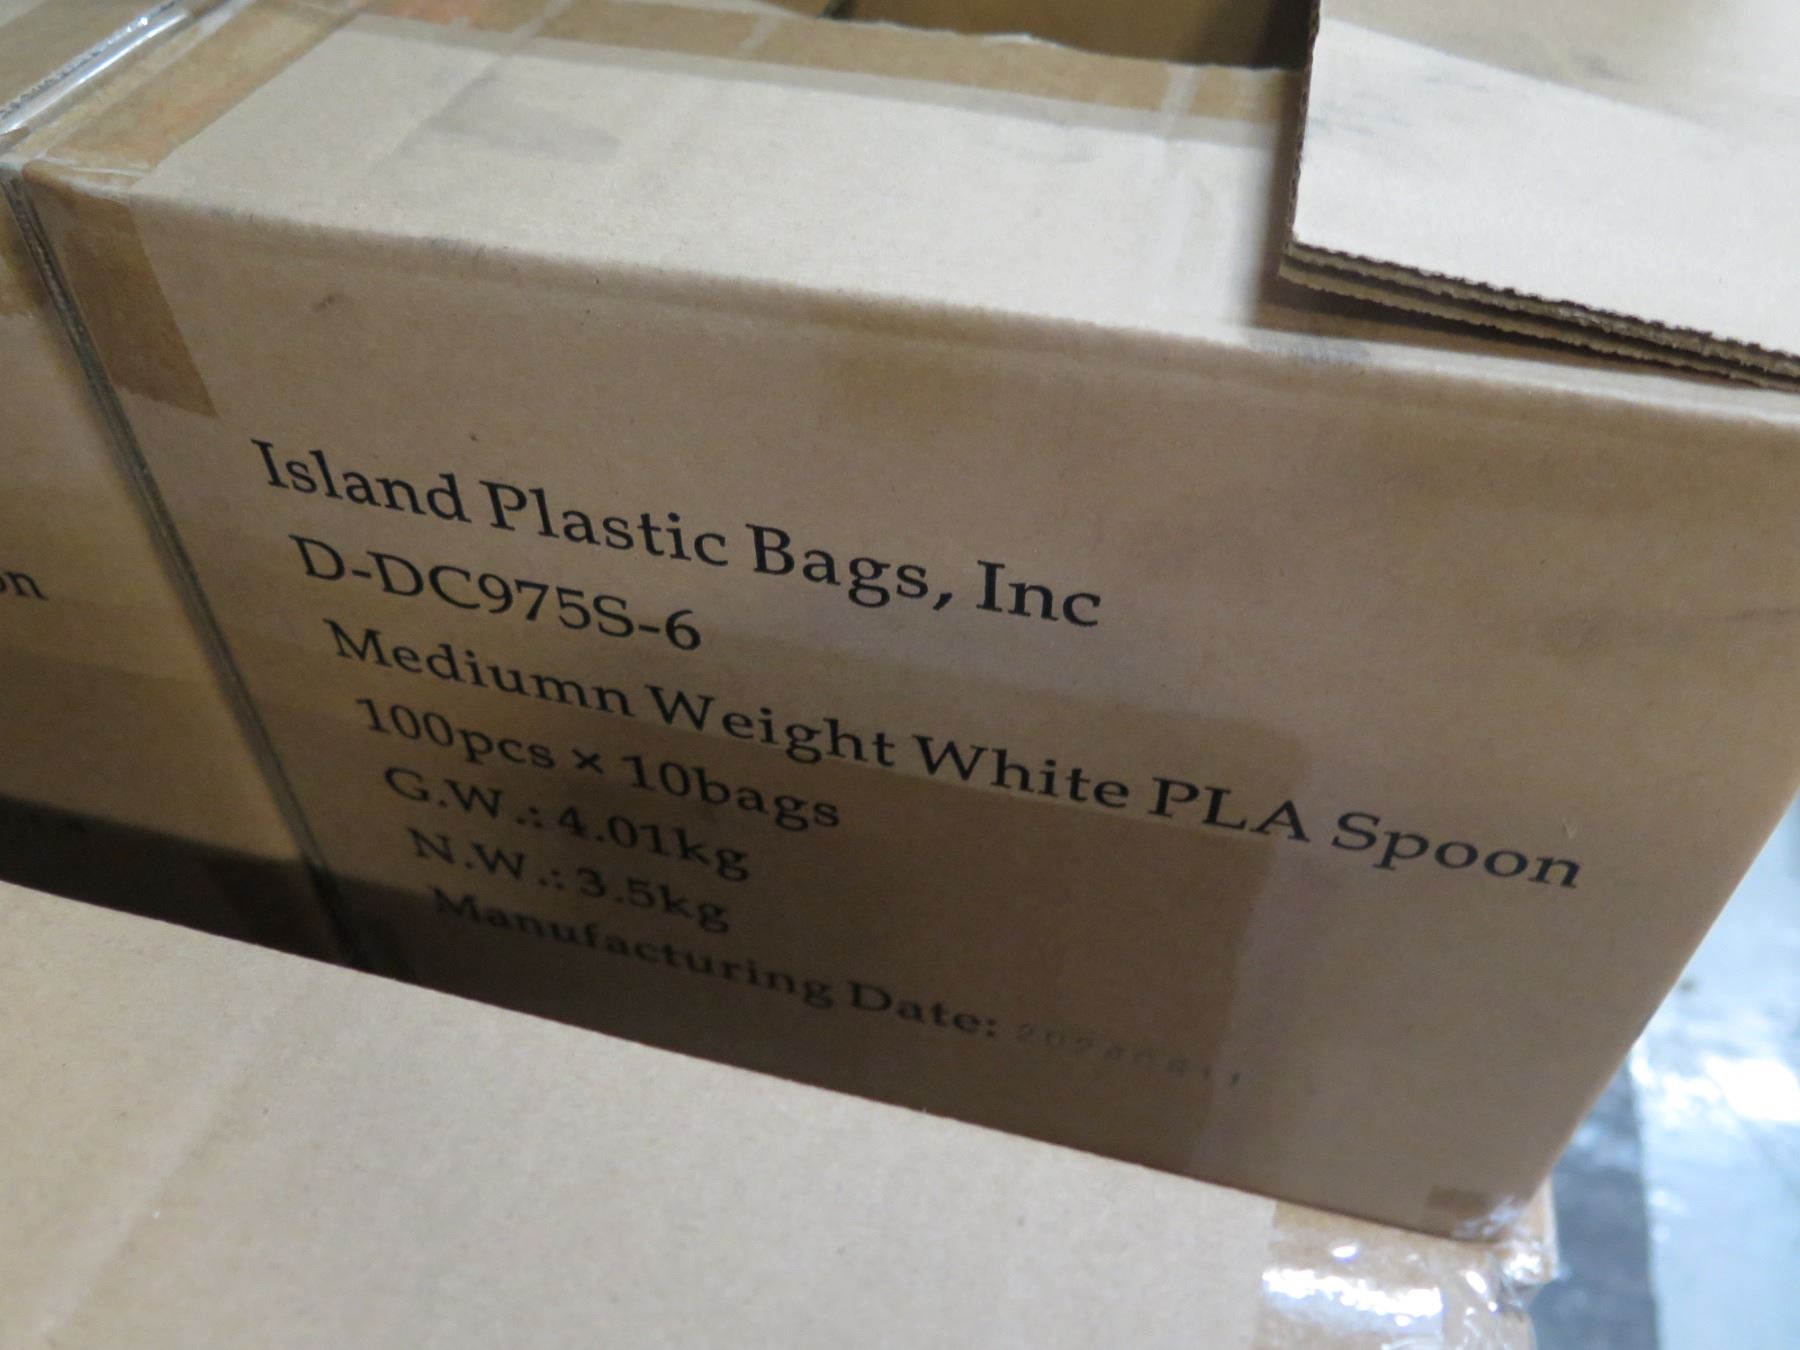 Island Plastic Bags, Inc
D-DC975S-6
Mediumn Weight White PLA Spoon
100pcs × 10bags
G.W.: 4.01kg
N.W.: 3.5kg
Manufacturing Date: